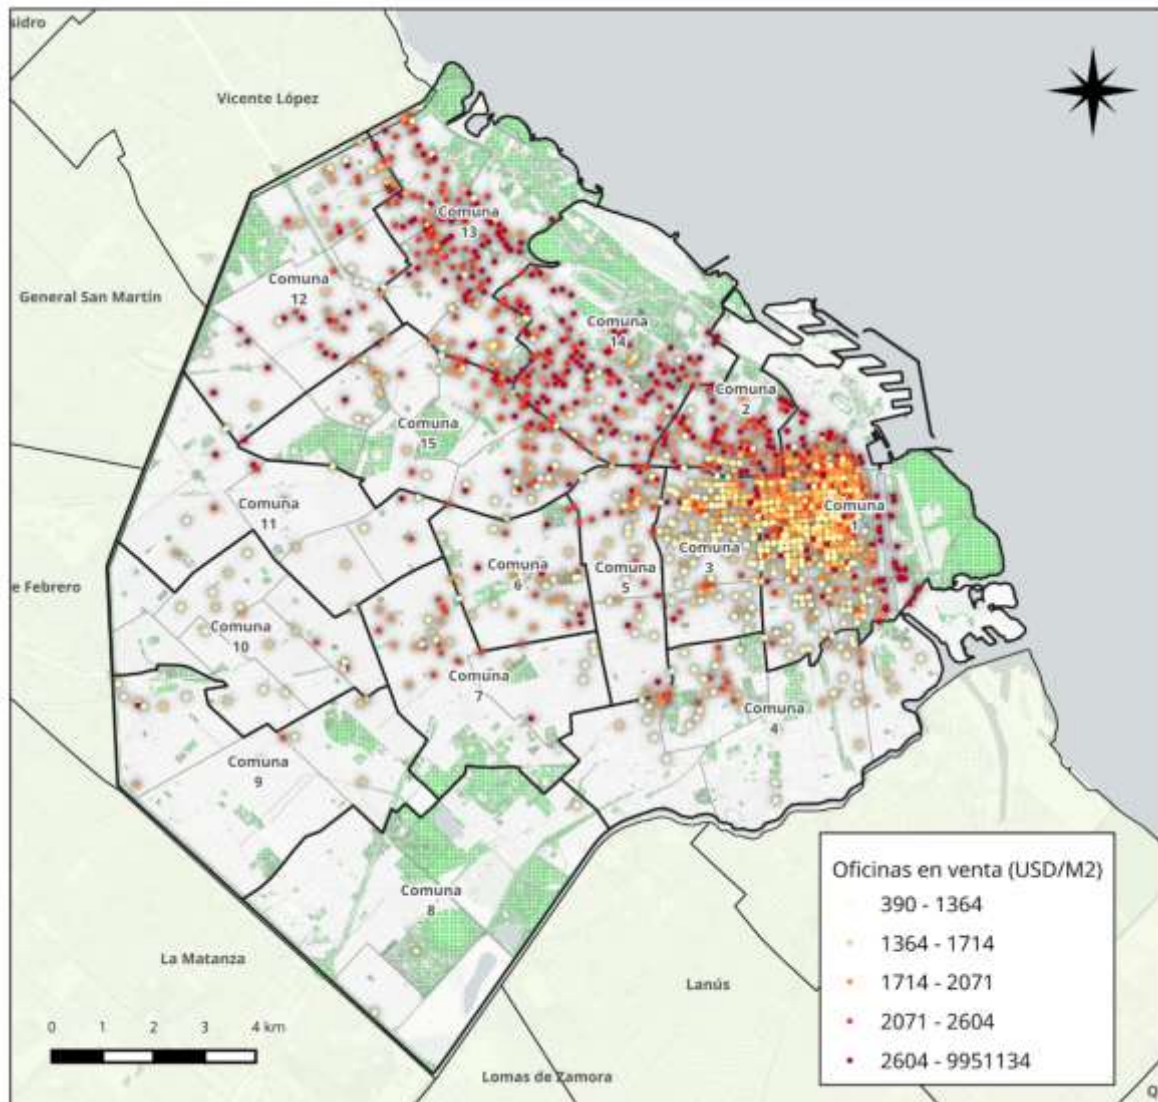 sidro
Vicente López
Comuna
13
Comuna
12
General San Martín
Comuna
14
Comuna
2
Comuna
15
Comuna
11
Comuna
1
Comuna
3
Comuna
6
Comuna
5
e Febrero
Comuna
10
Comuna
7
Comuna
4
Comuna
9
Comuna
8
La Matanza
Lanús
Lomas de Zamora
0 1 2 3 4 km
Oficinas en venta (USD/M2)
390 - 1364
1364 - 1714
1714 - 2071
2071 - 2604
2604 - 9951134
Q